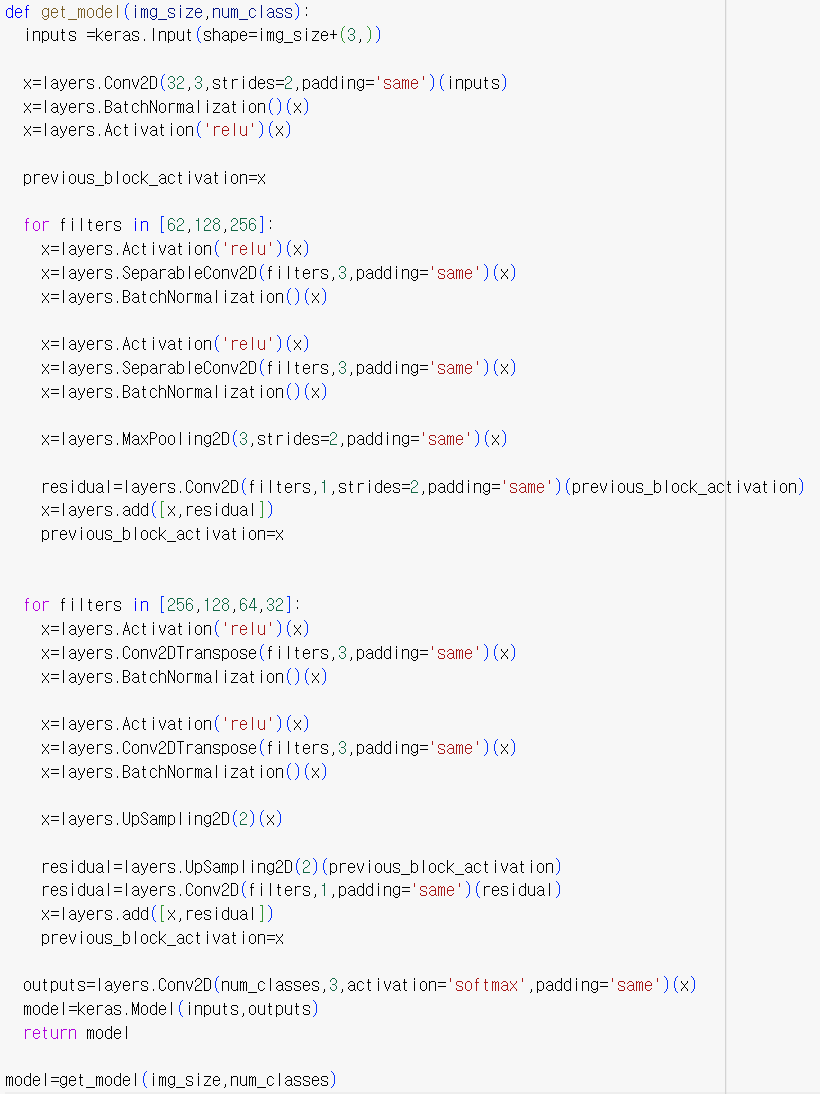 def get_model(img_size,num_class):
  inputs =keras.Input(shape=img_size+(3,))
  x=layers.Conv2D(32,3,strides=2,padding='same')(inputs)
  x=layers.BatchNormalization()(x)
  x=layers.Activation('relu')(x)
  previous_block_activation=x
  for filters in [62,128,256]:
    x=layers.Activation('relu')(x)
    x=layers.SeparableConv2D(filters,3,padding='same')(x)
    x=layers.BatchNormalization()(x)
    x=layers.Activation('relu')(x)
    x=layers.SeparableConv2D(filters,3,padding='same')(x)
    x=layers.BatchNormalization()(x)
    x=layers.MaxPooling2D(3,strides=2,padding='same')(x)
    residual=layers.Conv2D(filters,1,strides=2,padding='same')(previous_block_activation)
    x=layers.add([x,residual])
    previous_block_activation=x
  for filters in [256,128,64,32]:
    x=layers.Activation('relu')(x)
    x=layers.Conv2DTranspose(filters,3,padding='same')(x)
    x=layers.BatchNormalization()(x)
    x=layers.Activation('relu')(x)
    x=layers.Conv2DTranspose(filters,3,padding='same')(x)
    x=layers.BatchNormalization()(x)
    x=layers.UpSampling2D(2)(x)
    residual=layers.UpSampling2D(2)(previous_block_activation)
    residual=layers.Conv2D(filters,1,padding='same')(residual)
    x=layers.add([x,residual])
    previous_block_activation=x
  outputs=layers.Conv2D(num_classes,3,activation='softmax',padding='same')(x)
  model=keras.Model(inputs,outputs)
  return model
model=get_model(img_size,num_classes)